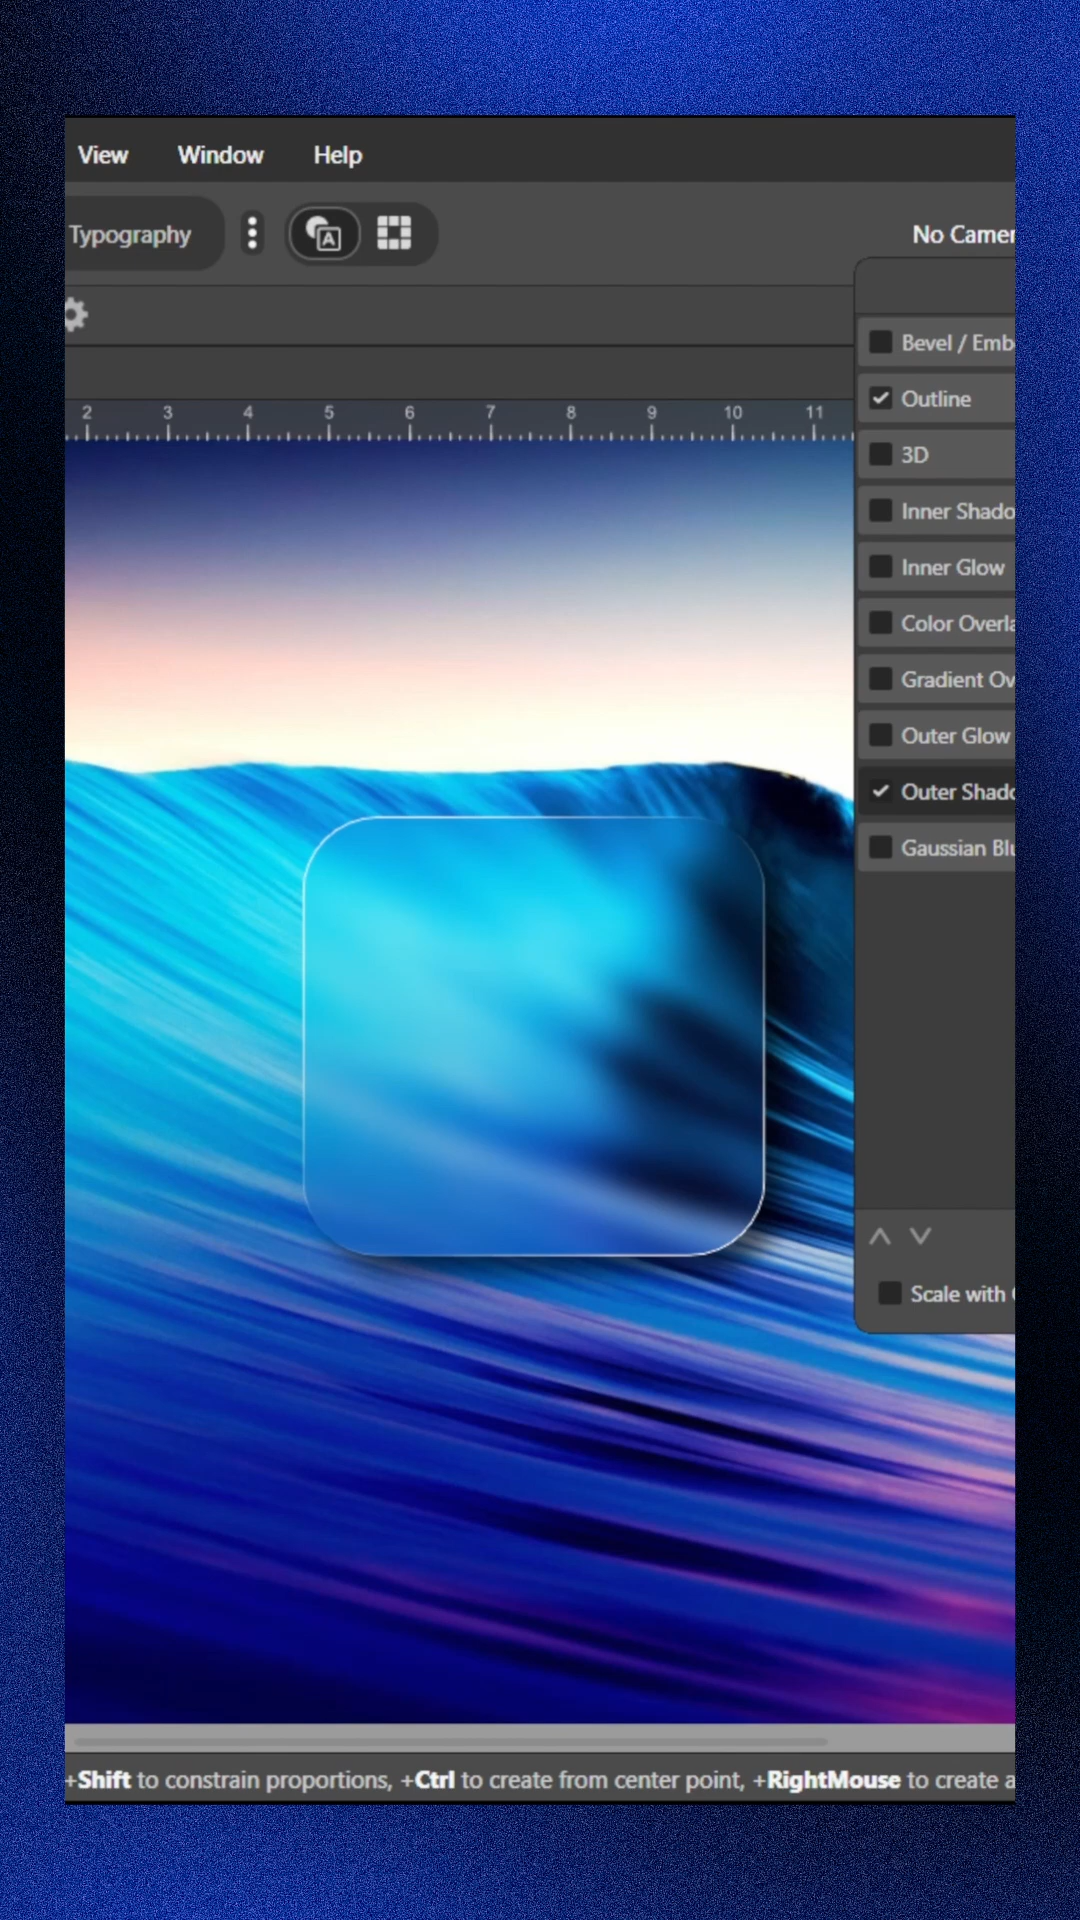 View Window Help
Typography
A
No Camer
2 3 4 5 6 7 8 9 10 11
Bevel / Emb
Outline
3D
Inner Shado
Inner Glow
Color Overla
Gradient Ov
Outer Glow
Outer Shado
Gaussian Blu
Scale with
+Shift to constrain proportions, +Ctrl to create from center point, +RightMouse to create a